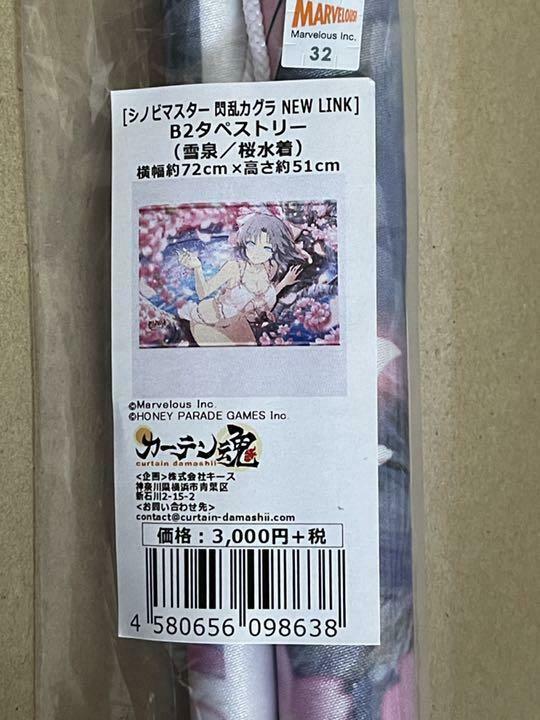 MARVELOUS!
Marvelous Inc.
32
[シノビマスター 閃乱カグラ NEW LINK]
B2タペストリー
（雪泉／桜水着）
横幅約72cm×高さ約51cm
©Marvelous Inc.
©HONEY PARADE GAMES Inc.
カーテン魂
curtain damashii
<企画>株式会社キース
神奈川県横浜市青葉区
新石川2-15-2
<お問い合わせ先>
contact@curtain-damashii.com
価格：3,000円+税
4 580656 098638